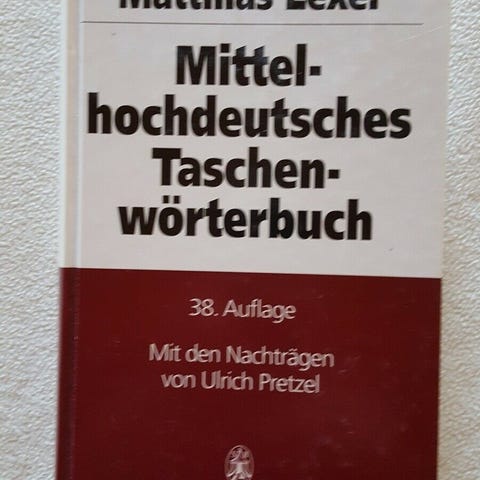 Matthias Lexer
Mittel-
hochdeutsches
Taschen-
wörterbuch
38. Auflage
Mit den Nachträgen
von Ulrich Pretzel